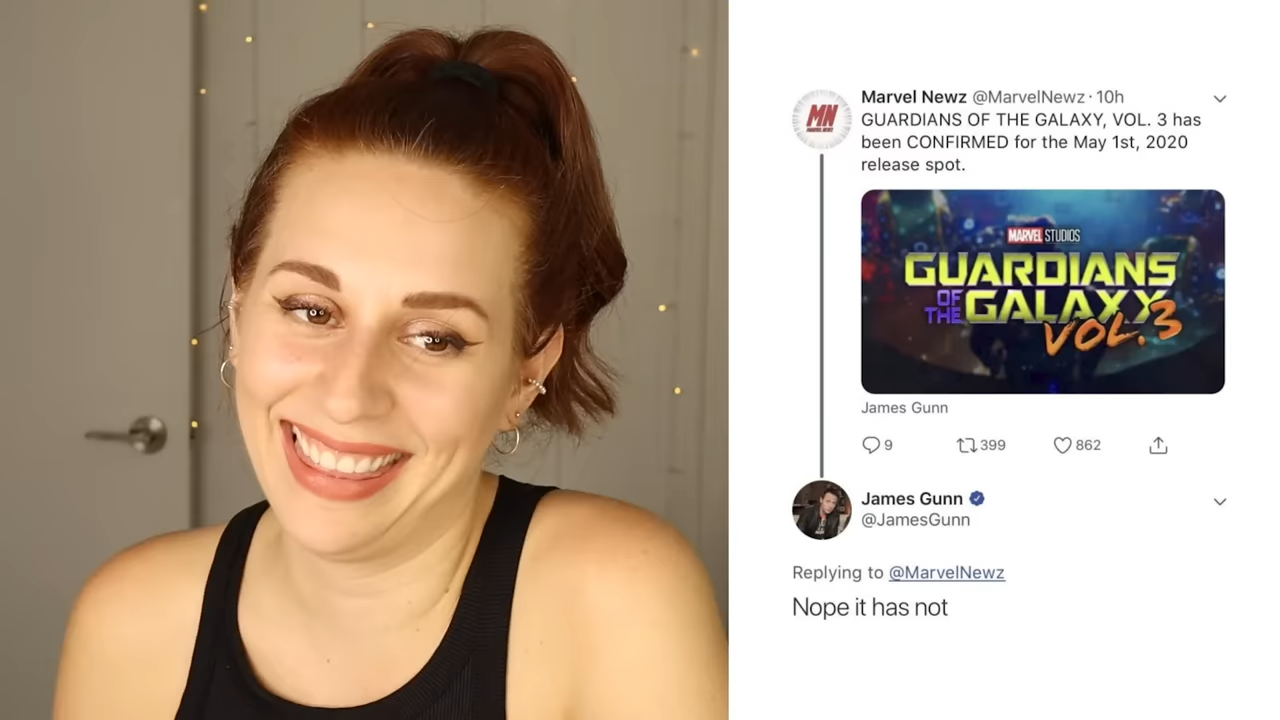 Marvel Newz @MarvelNewz · 10h
GUARDIANS OF THE GALAXY, VOL. 3 has
been CONFIRMED for the May 1st, 2020
release spot.
MN
MARVEL NEWZ
MARVEL STUDIOS
GUARDIANS
OF THE GALAXY
VOL. 3
James Gunn
9 399 862
James Gunn
@JamesGunn
Replying to @MarvelNewz
Nope it has not